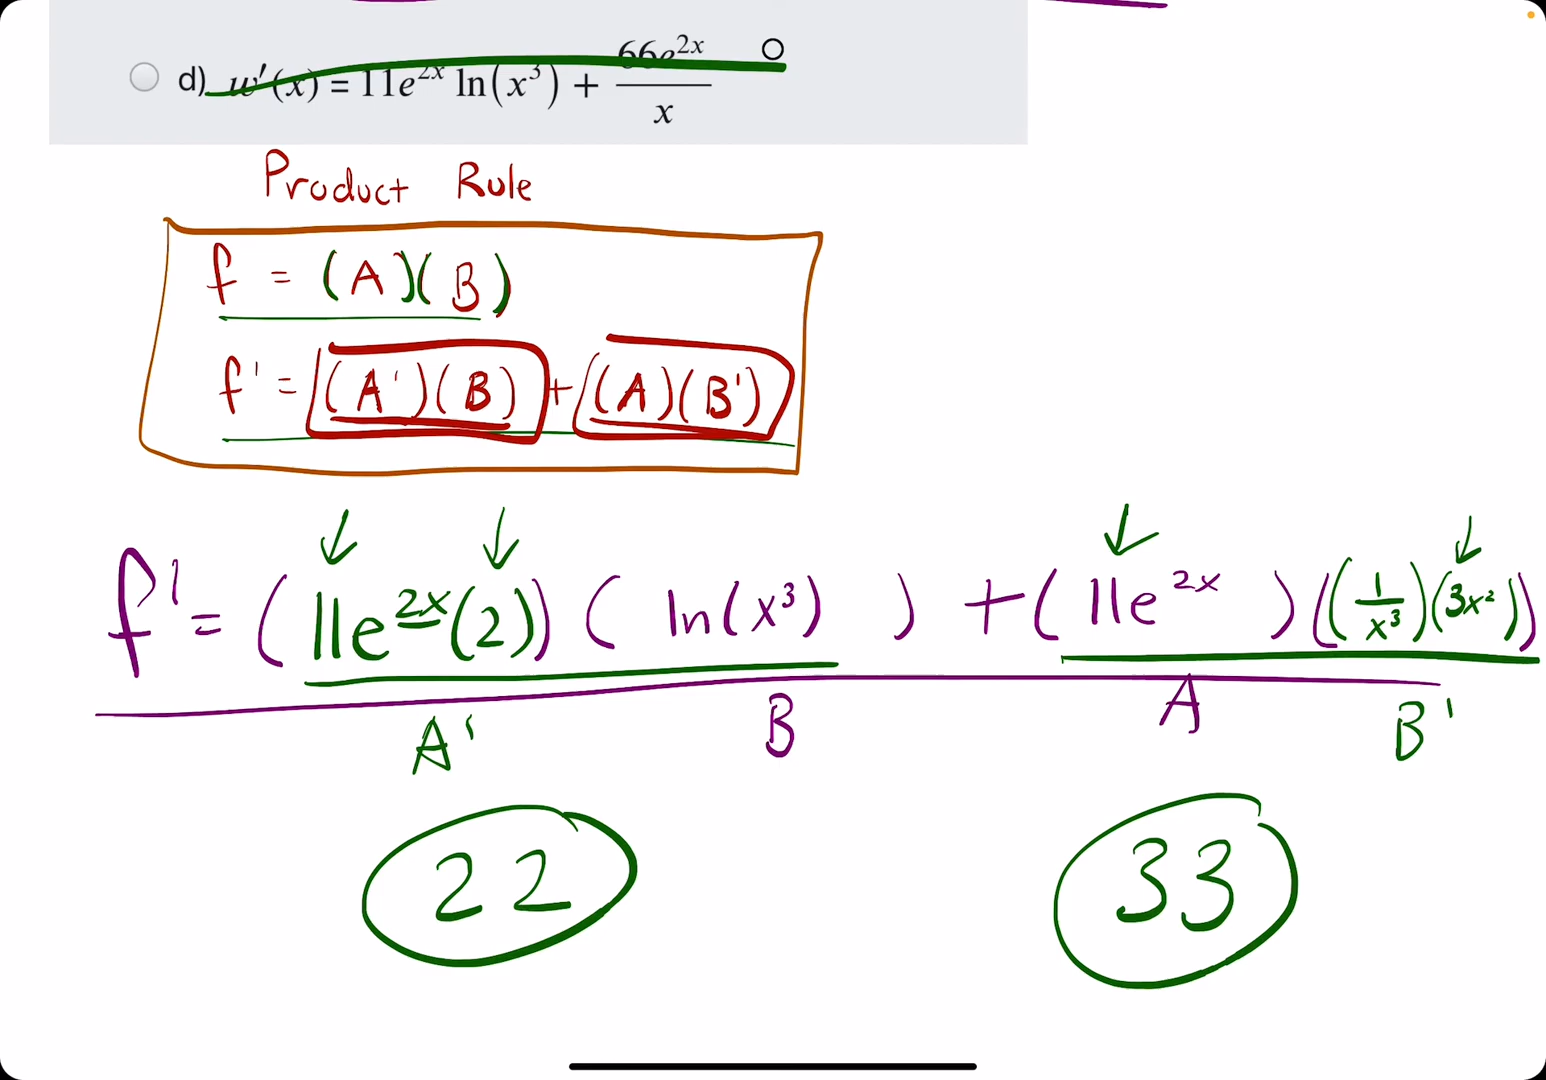 d) w′(x) = 11e^{2x} ln(x³) + 66e^{2x}/x
Product Rule
f = (A)(B)
f' = (A')(B) + (A)(B')
f' = (11e^{2x}(2)) ( ln(x³) ) + (11e^{2x}) ((1/x³)(3x²))
A' B A B'
22 33